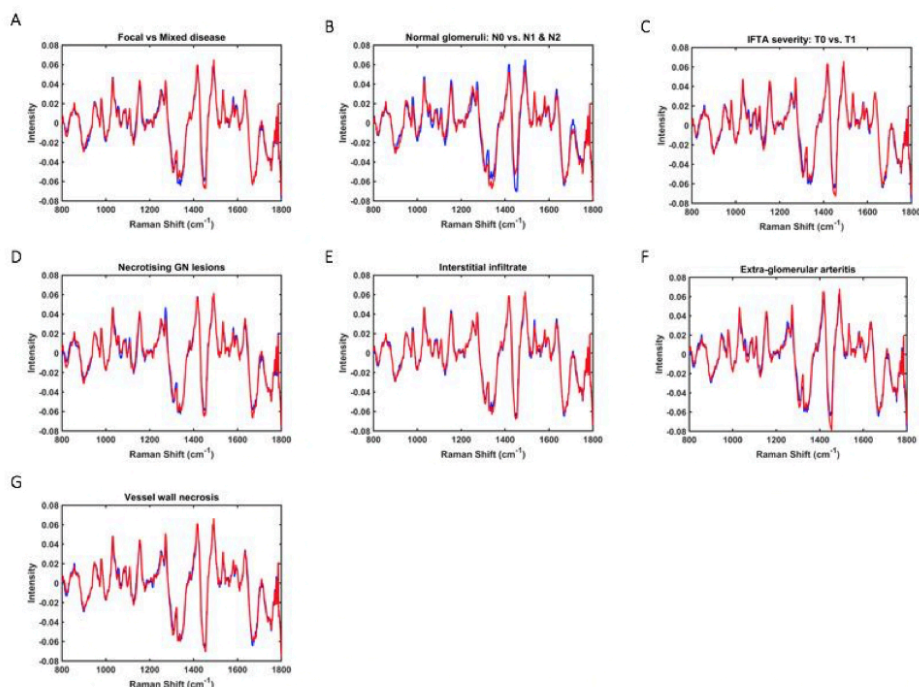 A
Focal vs Mixed disease
0.08
0.06
0.04
0.02
0
-0.02
-0.04
-0.06
-0.08
Intensity
800 1000 1200 1400 1600 1800
Raman Shift (cm⁻¹)
B
Normal glomeruli: N0 vs. N1 & N2
0.08
0.06
0.04
0.02
0
-0.02
-0.04
-0.06
-0.08
Intensity
800 1000 1200 1400 1600 1800
Raman Shift (cm⁻¹)
C
IFTA severity: T0 vs. T1
0.08
0.06
0.04
0.02
0
-0.02
-0.04
-0.06
-0.08
Intensity
800 1000 1200 1400 1600 1800
Raman Shift (cm⁻¹)
D
Necrotising GN lesions
0.08
0.06
0.04
0.02
0
-0.02
-0.04
-0.06
-0.08
Intensity
800 1000 1200 1400 1600 1800
Raman Shift (cm⁻¹)
E
Interstitial infiltrate
0.08
0.06
0.04
0.02
0
-0.02
-0.04
-0.06
-0.08
Intensity
800 1000 1200 1400 1600 1800
Raman Shift (cm⁻¹)
F
Extra-glomerular arteritis
0.08
0.06
0.04
0.02
0
-0.02
-0.04
-0.06
-0.08
Intensity
800 1000 1200 1400 1600 1800
Raman Shift (cm⁻¹)
G
Vessel wall necrosis
0.08
0.06
0.04
0.02
0
-0.02
-0.04
-0.06
-0.08
Intensity
800 1000 1200 1400 1600 1800
Raman Shift (cm⁻¹)